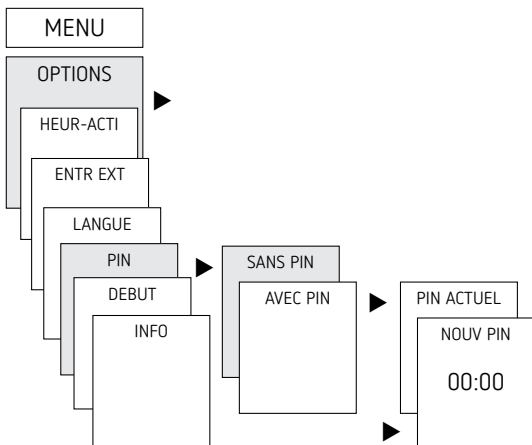 MENU
OPTIONS
HEUR-ACTI
ENTR EXT
LANGUE
PIN
DEBUT
INFO
SANS PIN
AVEC PIN
PIN ACTUEL
NOUV PIN
00:00